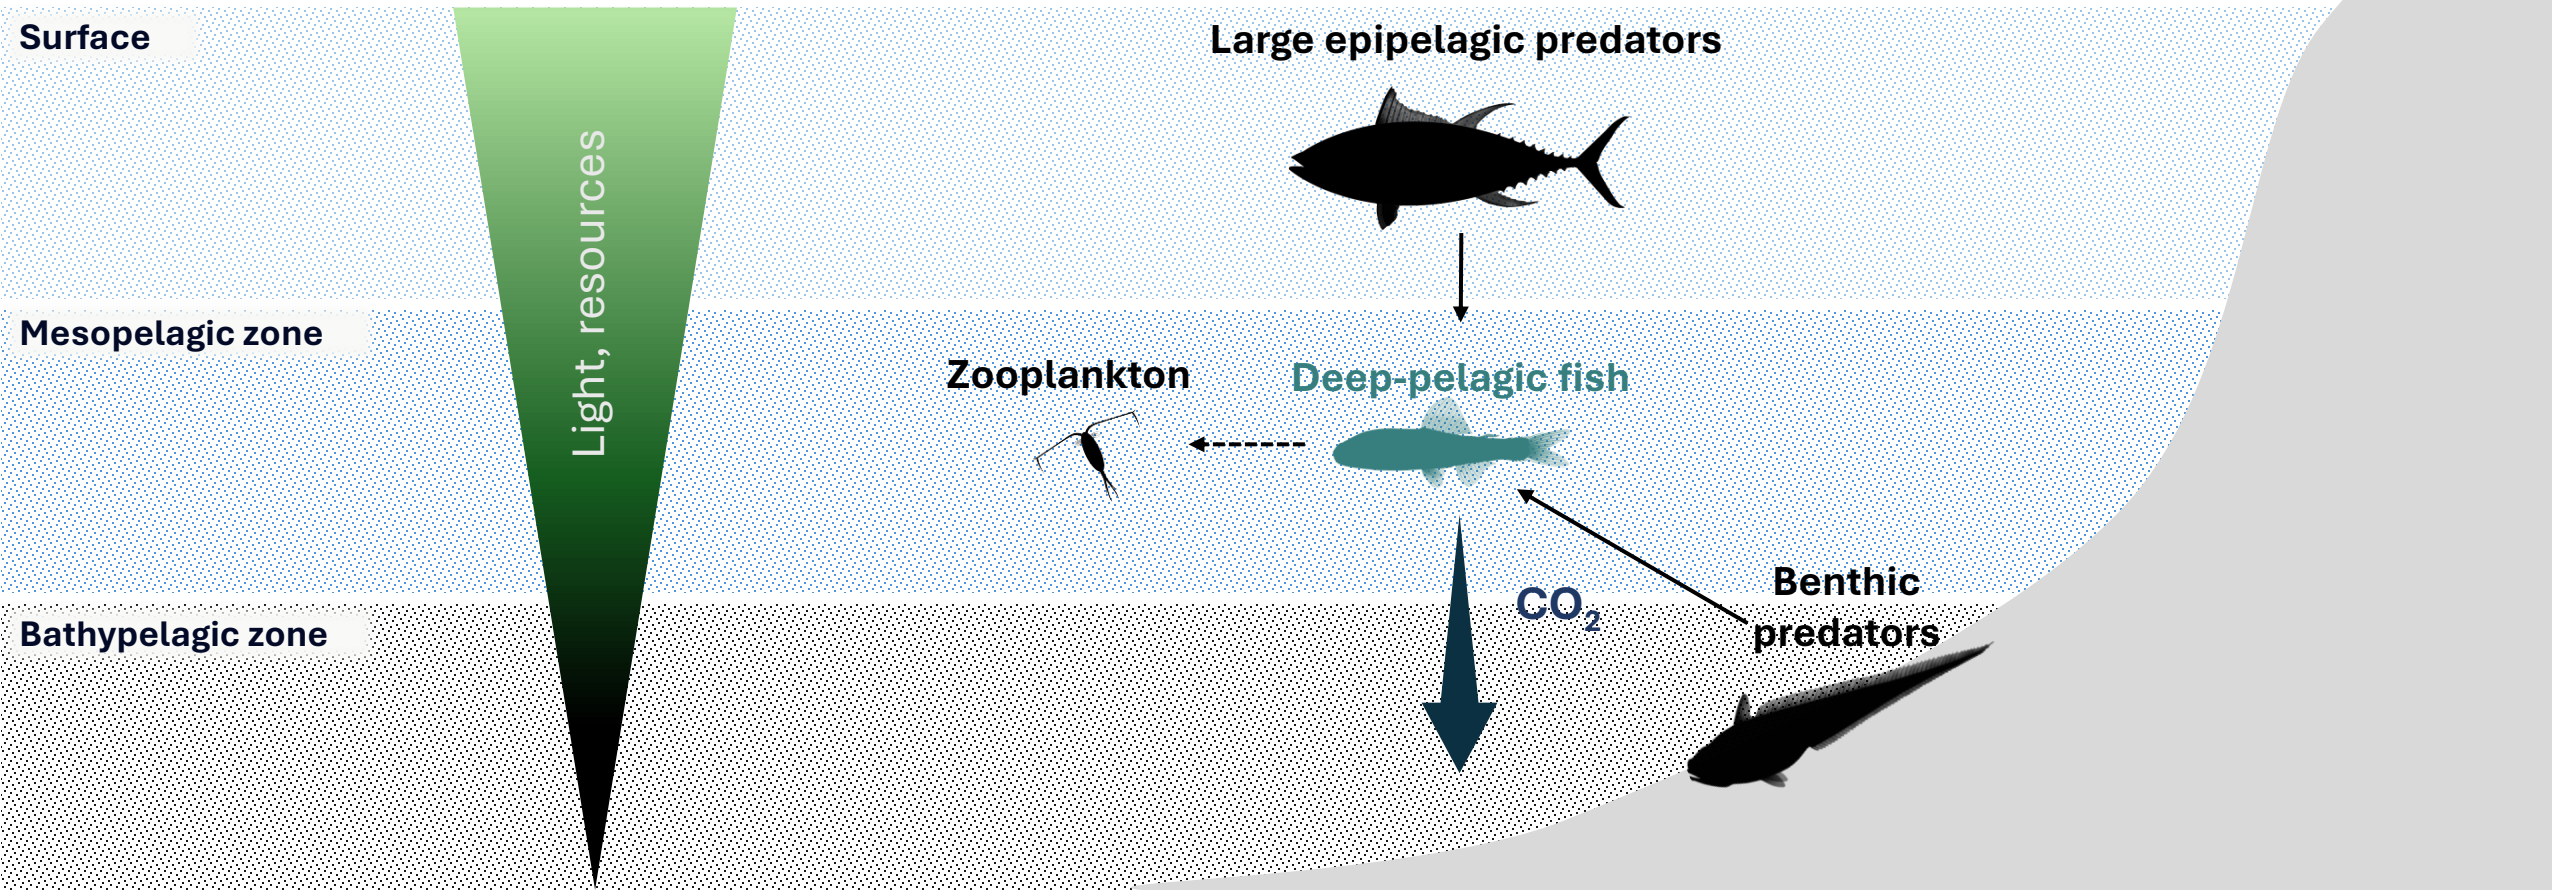 Surface
Large epipelagic predators
Light, resources
Mesopelagic zone
Zooplankton
Deep-pelagic fish
Benthic
predators
CO₂
Bathypelagic zone